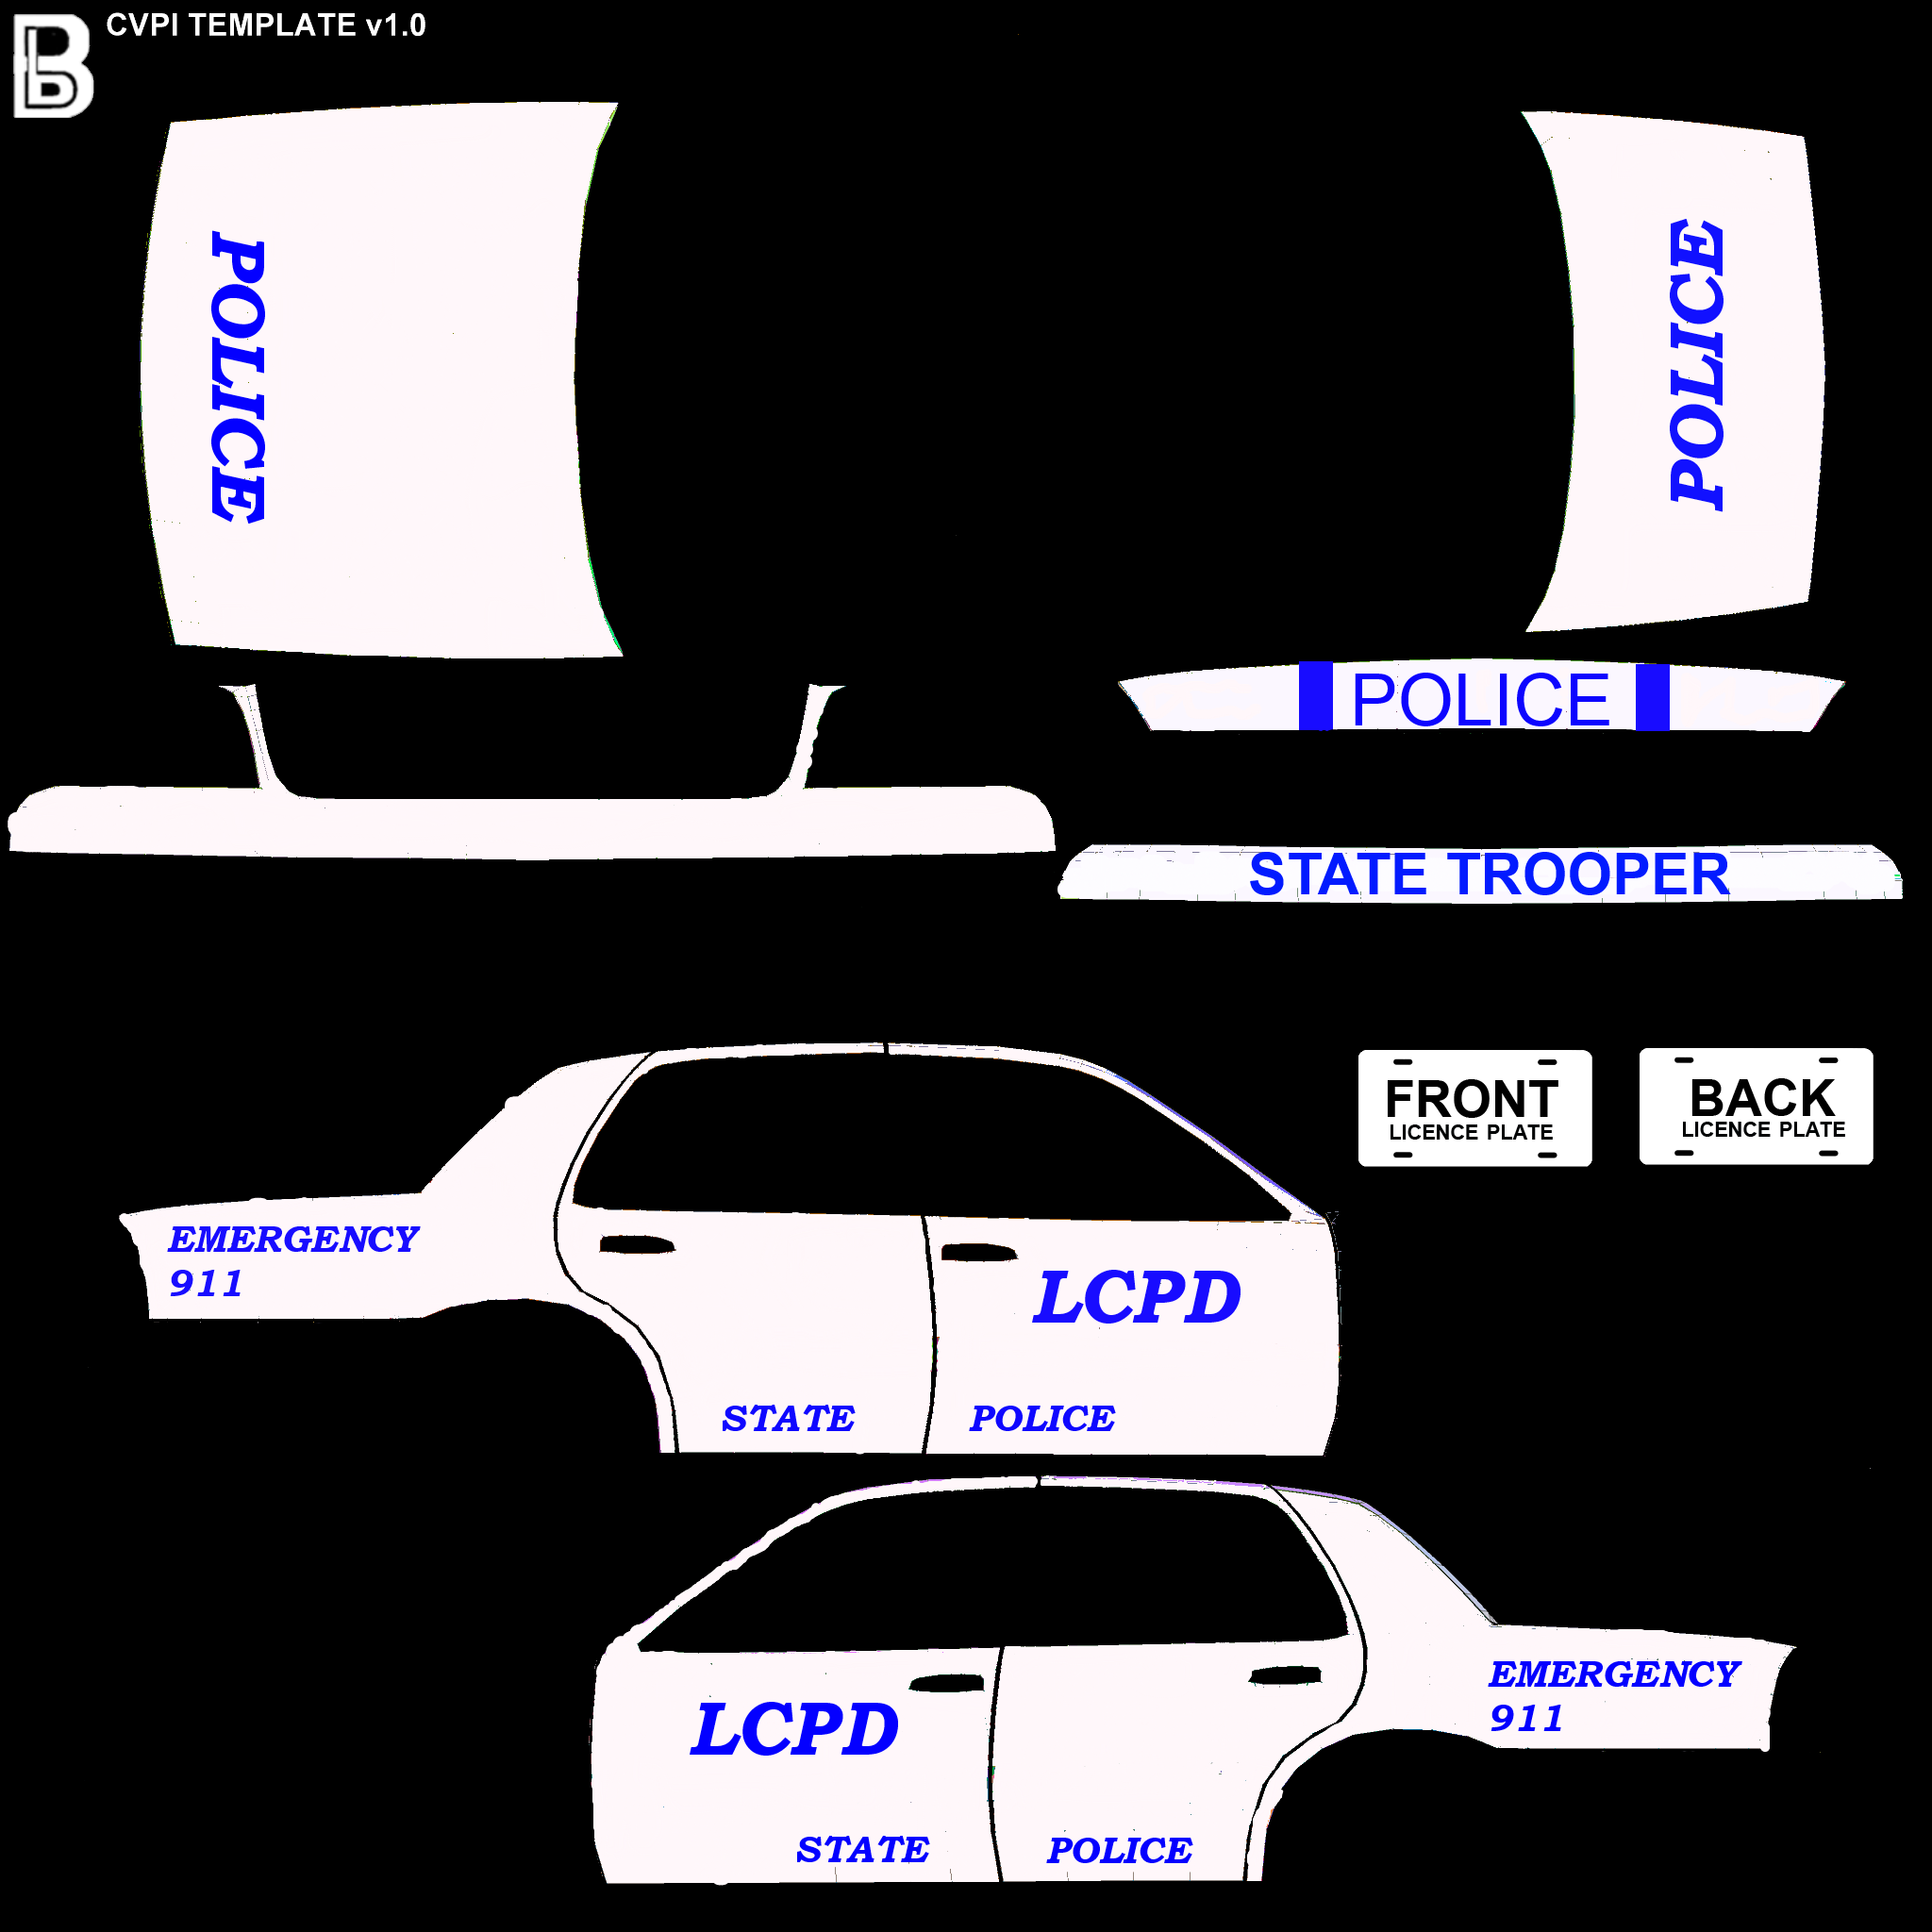 B
CVPI TEMPLATE v1.0
POLICE
POLICE
POLICE
STATE TROOPER
FRONT
LICENCE PLATE
BACK
LICENCE PLATE
EMERGENCY
911
LCPD
STATE
POLICE
LCPD
EMERGENCY
911
STATE
POLICE